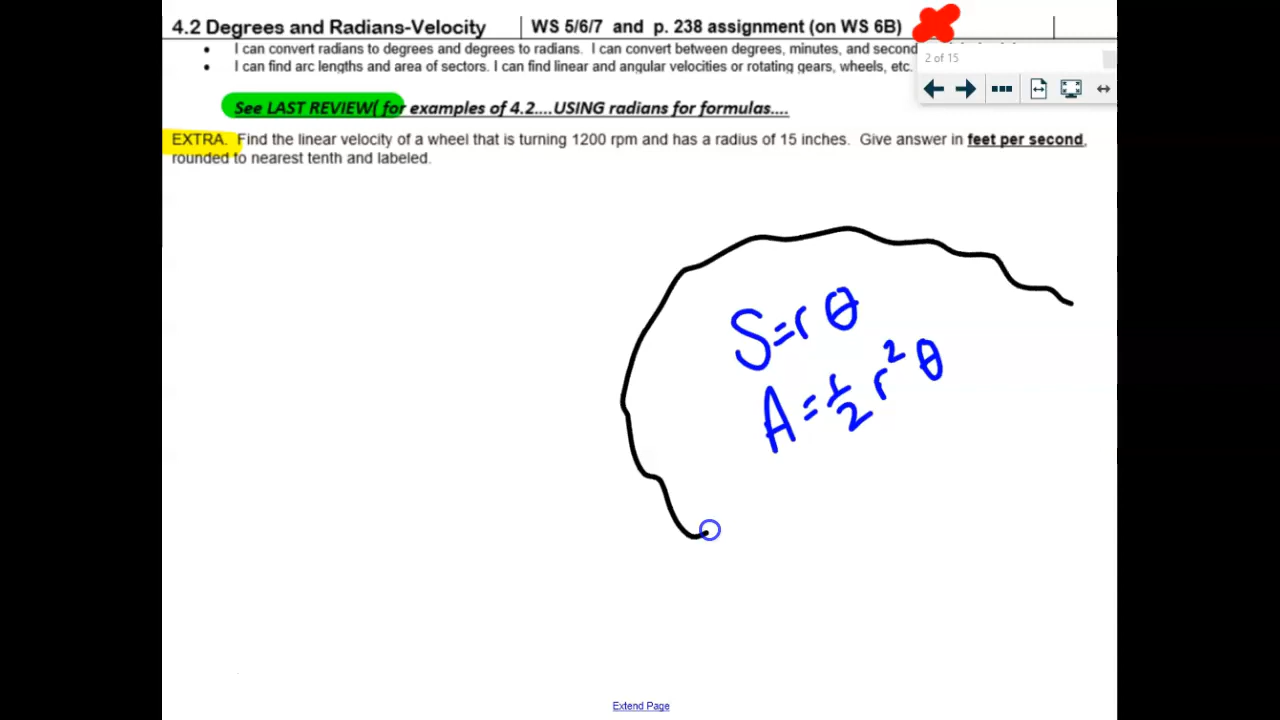 4.2 Degrees and Radians-Velocity WS 5/6/7 and p. 238 assignment (on WS 6B)
• I can convert radians to degrees and degrees to radians. I can convert between degrees, minutes, and second
2 of 15
• I can find arc lengths and area of sectors. I can find linear and angular velocities or rotating gears, wheels, etc.
See LAST REVIEW( for examples of 4.2....USING radians for formulas....
EXTRA. Find the linear velocity of a wheel that is turning 1200 rpm and has a radius of 15 inches. Give answer in feet per second,
rounded to nearest tenth and labeled.
S=rθ
A=½r²θ
Extend Page